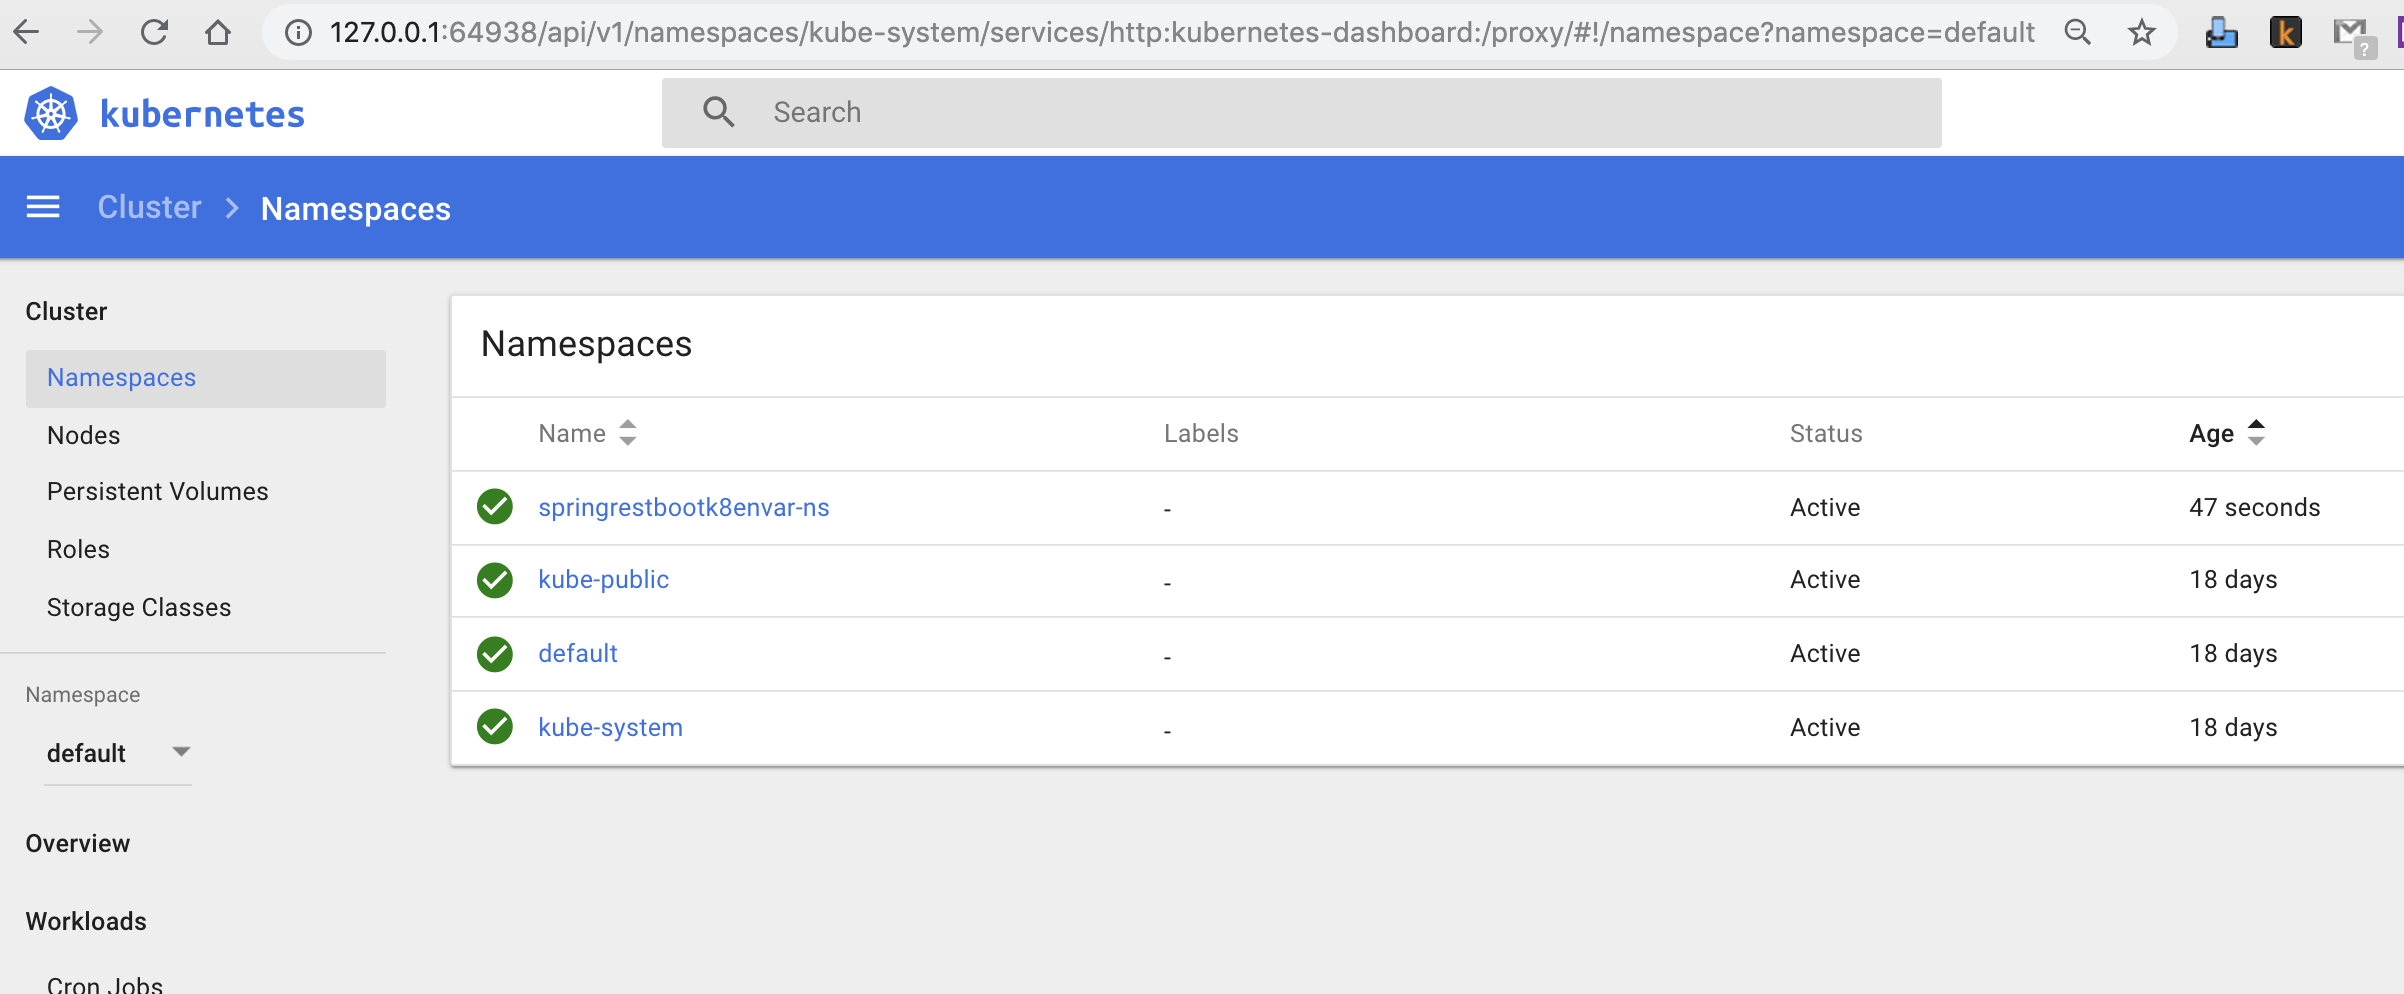 127.0.0.1:64938/api/v1/namespaces/kube-system/services/http:kubernetes-dashboard:/proxy/#!/namespace?namespace=default
k
?
kubernetes
Search
Cluster > Namespaces
Cluster
Namespaces
Nodes
Persistent Volumes
Roles
Storage Classes
Namespace
default
Overview
Workloads
Cron Jobs
Namespaces
Name Labels Status Age
springrestbootk8envar-ns - Active 47 seconds
kube-public - Active 18 days
default - Active 18 days
kube-system - Active 18 days